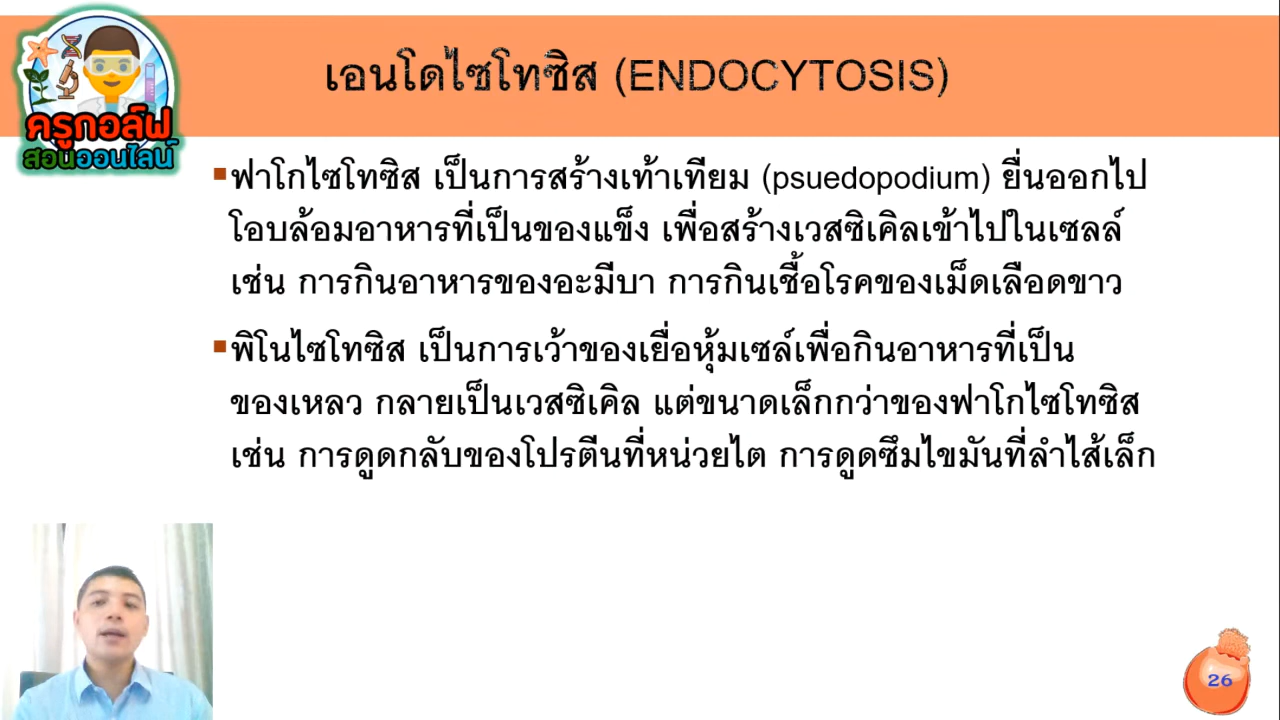 ครูกอล์ฟ
สอนออนไลน์
เอนโดไซโทซิส (ENDOCYTOSIS)
ฟาโกไซโทซิส เป็นการสร้างเท้าเทียม (psuedopodium) ยื่นออกไป
โอบล้อมอาหารที่เป็นของแข็ง เพื่อสร้างเวสซิเคิลเข้าไปในเซลล์
เช่น การกินอาหารของอะมีบา การกินเชื้อโรคของเม็ดเลือดขาว
พิโนไซโทซิส เป็นการเว้าของเยื่อหุ้มเซล์เพื่อกินอาหารที่เป็น
ของเหลว กลายเป็นเวสซิเคิล แต่ขนาดเล็กกว่าของฟาโกไซโทซิส
เช่น การดูดกลับของโปรตีนที่หน่วยไต การดูดซึมไขมันที่ลำไส้เล็ก
26